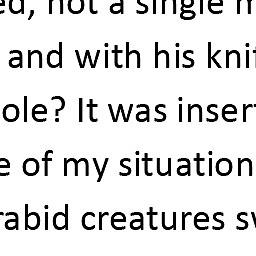 ed, not a single m
and with his knif
ole? It was insert
e of my situation
rabid creatures sw